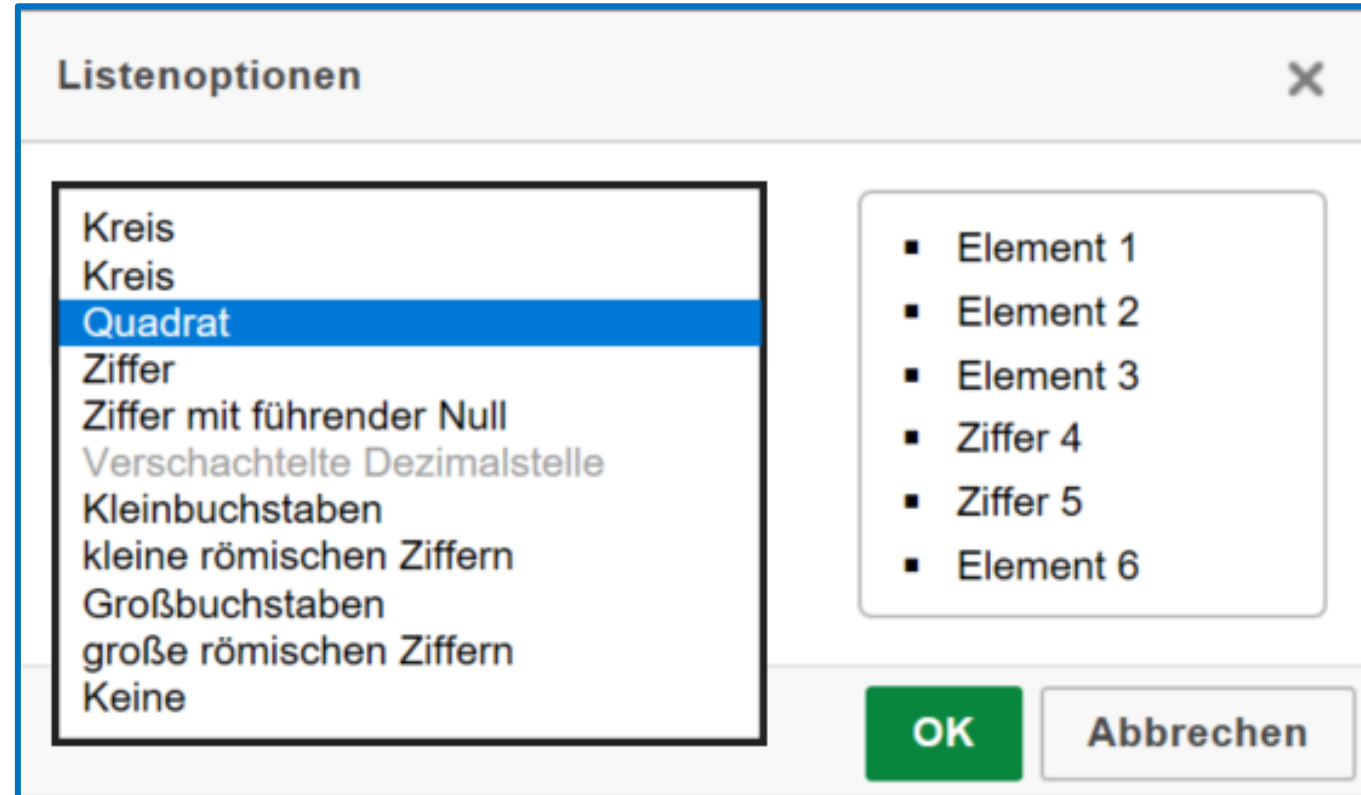 Listenoptionen
Kreis
Kreis
Quadrat
Ziffer
Ziffer mit führender Null
Verschachtelte Dezimalstelle
Kleinbuchstaben
kleine römischen Ziffern
Großbuchstaben
große römischen Ziffern
Keine
Element 1
Element 2
Element 3
Ziffer 4
Ziffer 5
Element 6
OK
Abbrechen